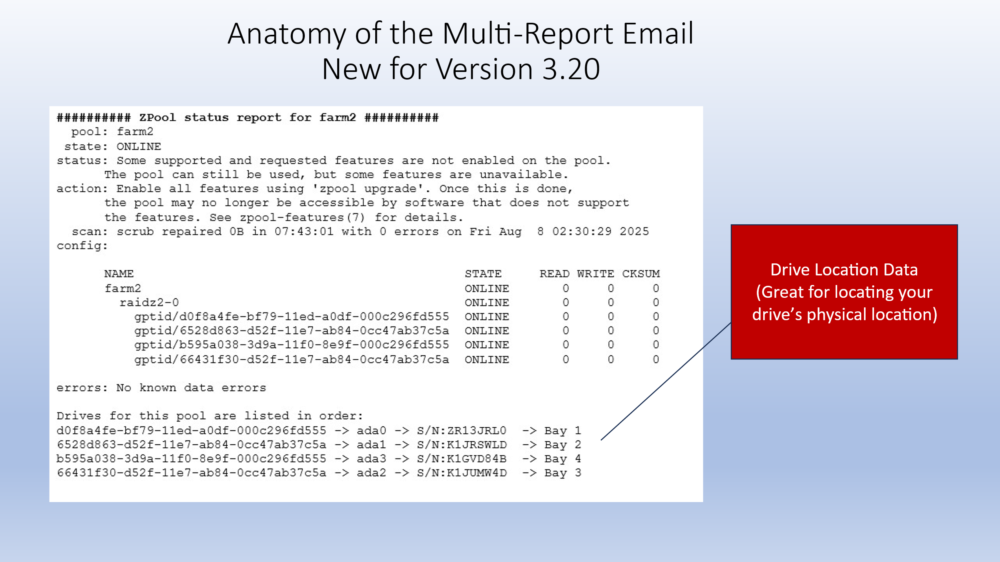 Anatomy of the Multi-Report Email
New for Version 3.20
########## ZPool status report for farm2 ##########
pool: farm2
state: ONLINE
status: Some supported and requested features are not enabled on the pool.
The pool can still be used, but some features are unavailable.
action: Enable all features using 'zpool upgrade'. Once this is done,
the pool may no longer be accessible by software that does not support
the features. See zpool-features(7) for details.
scan: scrub repaired 0B in 07:43:01 with 0 errors on Fri Aug  8 02:30:29 2025
config:
NAME STATE READ WRITE CKSUM
farm2 ONLINE 0 0 0
raidz2-0 ONLINE 0 0 0
gptid/d0f8a4fe-bf79-11ed-a0df-000c296fd555 ONLINE 0 0 0
gptid/6528d863-d52f-11e7-ab84-0cc47ab37c5a ONLINE 0 0 0
gptid/b595a038-3d9a-11f0-8e9f-000c296fd555 ONLINE 0 0 0
gptid/66431f30-d52f-11e7-ab84-0cc47ab37c5a ONLINE 0 0 0
errors: No known data errors
Drives for this pool are listed in order:
d0f8a4fe-bf79-11ed-a0df-000c296fd555 -> ada0 -> S/N:ZR13JRL0 -> Bay 1
6528d863-d52f-11e7-ab84-0cc47ab37c5a -> ada1 -> S/N:K1JRSWLD -> Bay 2
b595a038-3d9a-11f0-8e9f-000c296fd555 -> ada3 -> S/N:K1GVD84B -> Bay 4
66431f30-d52f-11e7-ab84-0cc47ab37c5a -> ada2 -> S/N:K1JUMW4D -> Bay 3
Drive Location Data
(Great for locating your
drive’s physical location)